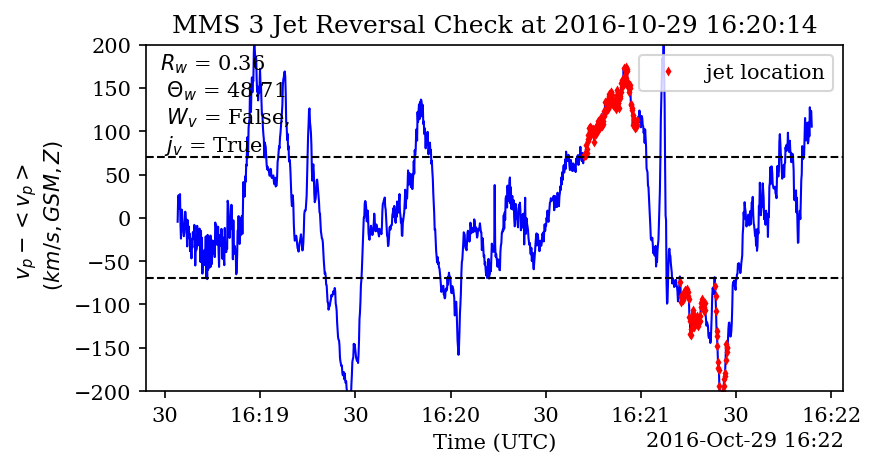 MMS 3 Jet Reversal Check at 2016-10-29 16:20:14
R_w = 0.36
Θ_w = 48.71
W_v = False,
j_v = True
jet location
200
150
100
50
0
−50
−100
−150
−200
v_p − < v_p >
(km/s, GSM, Z)
30 16:19 30 16:20 30 16:21 30 16:22
Time (UTC)
2016-Oct-29 16:22